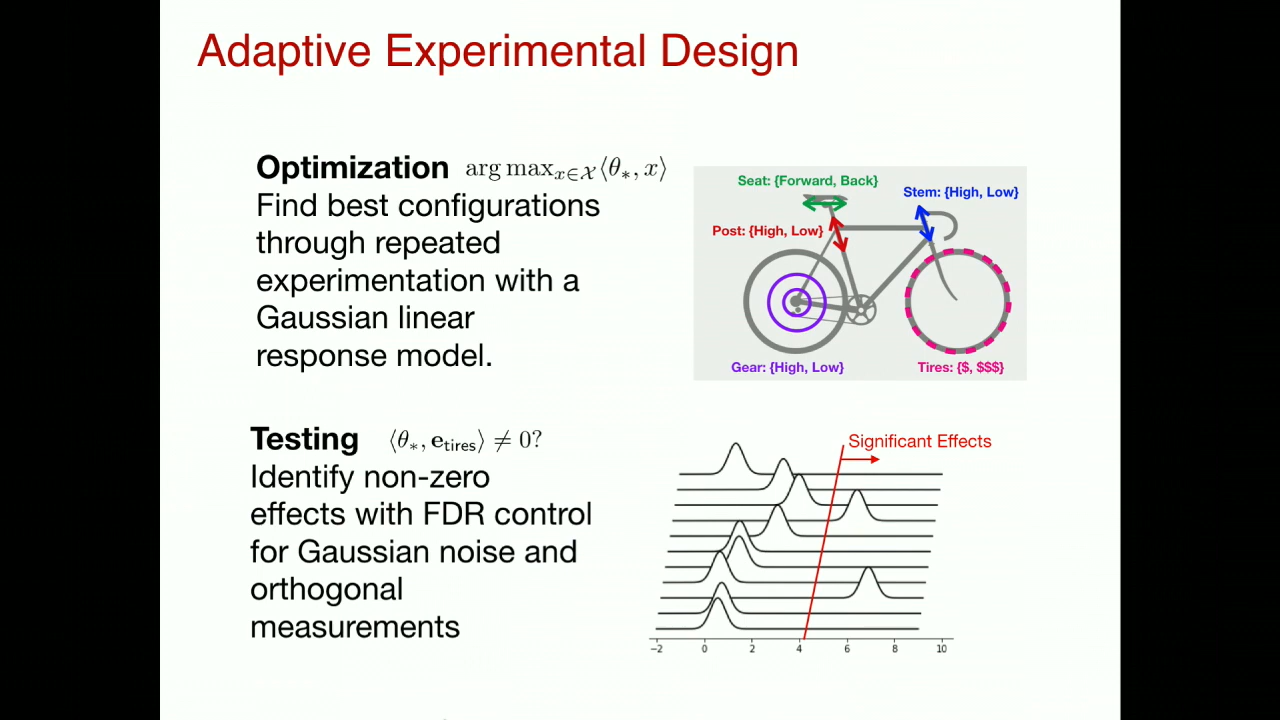 Adaptive Experimental Design
Optimization arg max_{x∈𝒳}⟨θ_*, x⟩
Find best configurations
through repeated
experimentation with a
Gaussian linear
response model.
Seat: {Forward, Back}
Stem: {High, Low}
Post: {High, Low}
Gear: {High, Low}
Tires: {$, $$$}
Testing ⟨θ_*, e_tires⟩ ≠ 0?
Identify non-zero
effects with FDR control
for Gaussian noise and
orthogonal
measurements
Significant Effects
−2 0 2 4 6 8 10